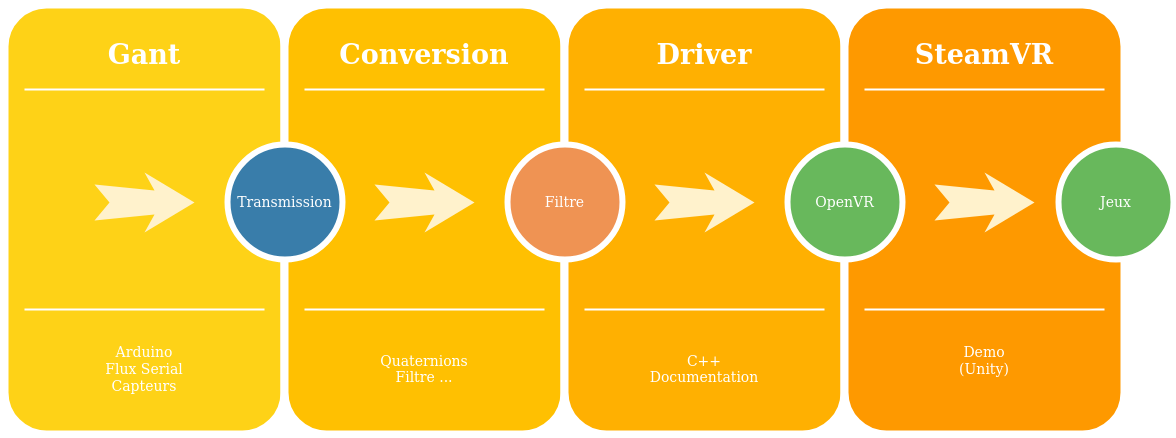 Gant
Conversion
Driver
SteamVR
Transmission
Filtre
OpenVR
Jeux
Arduino
Flux Serial
Capteurs
Quaternions
Filtre ...
C++
Documentation
Demo
(Unity)